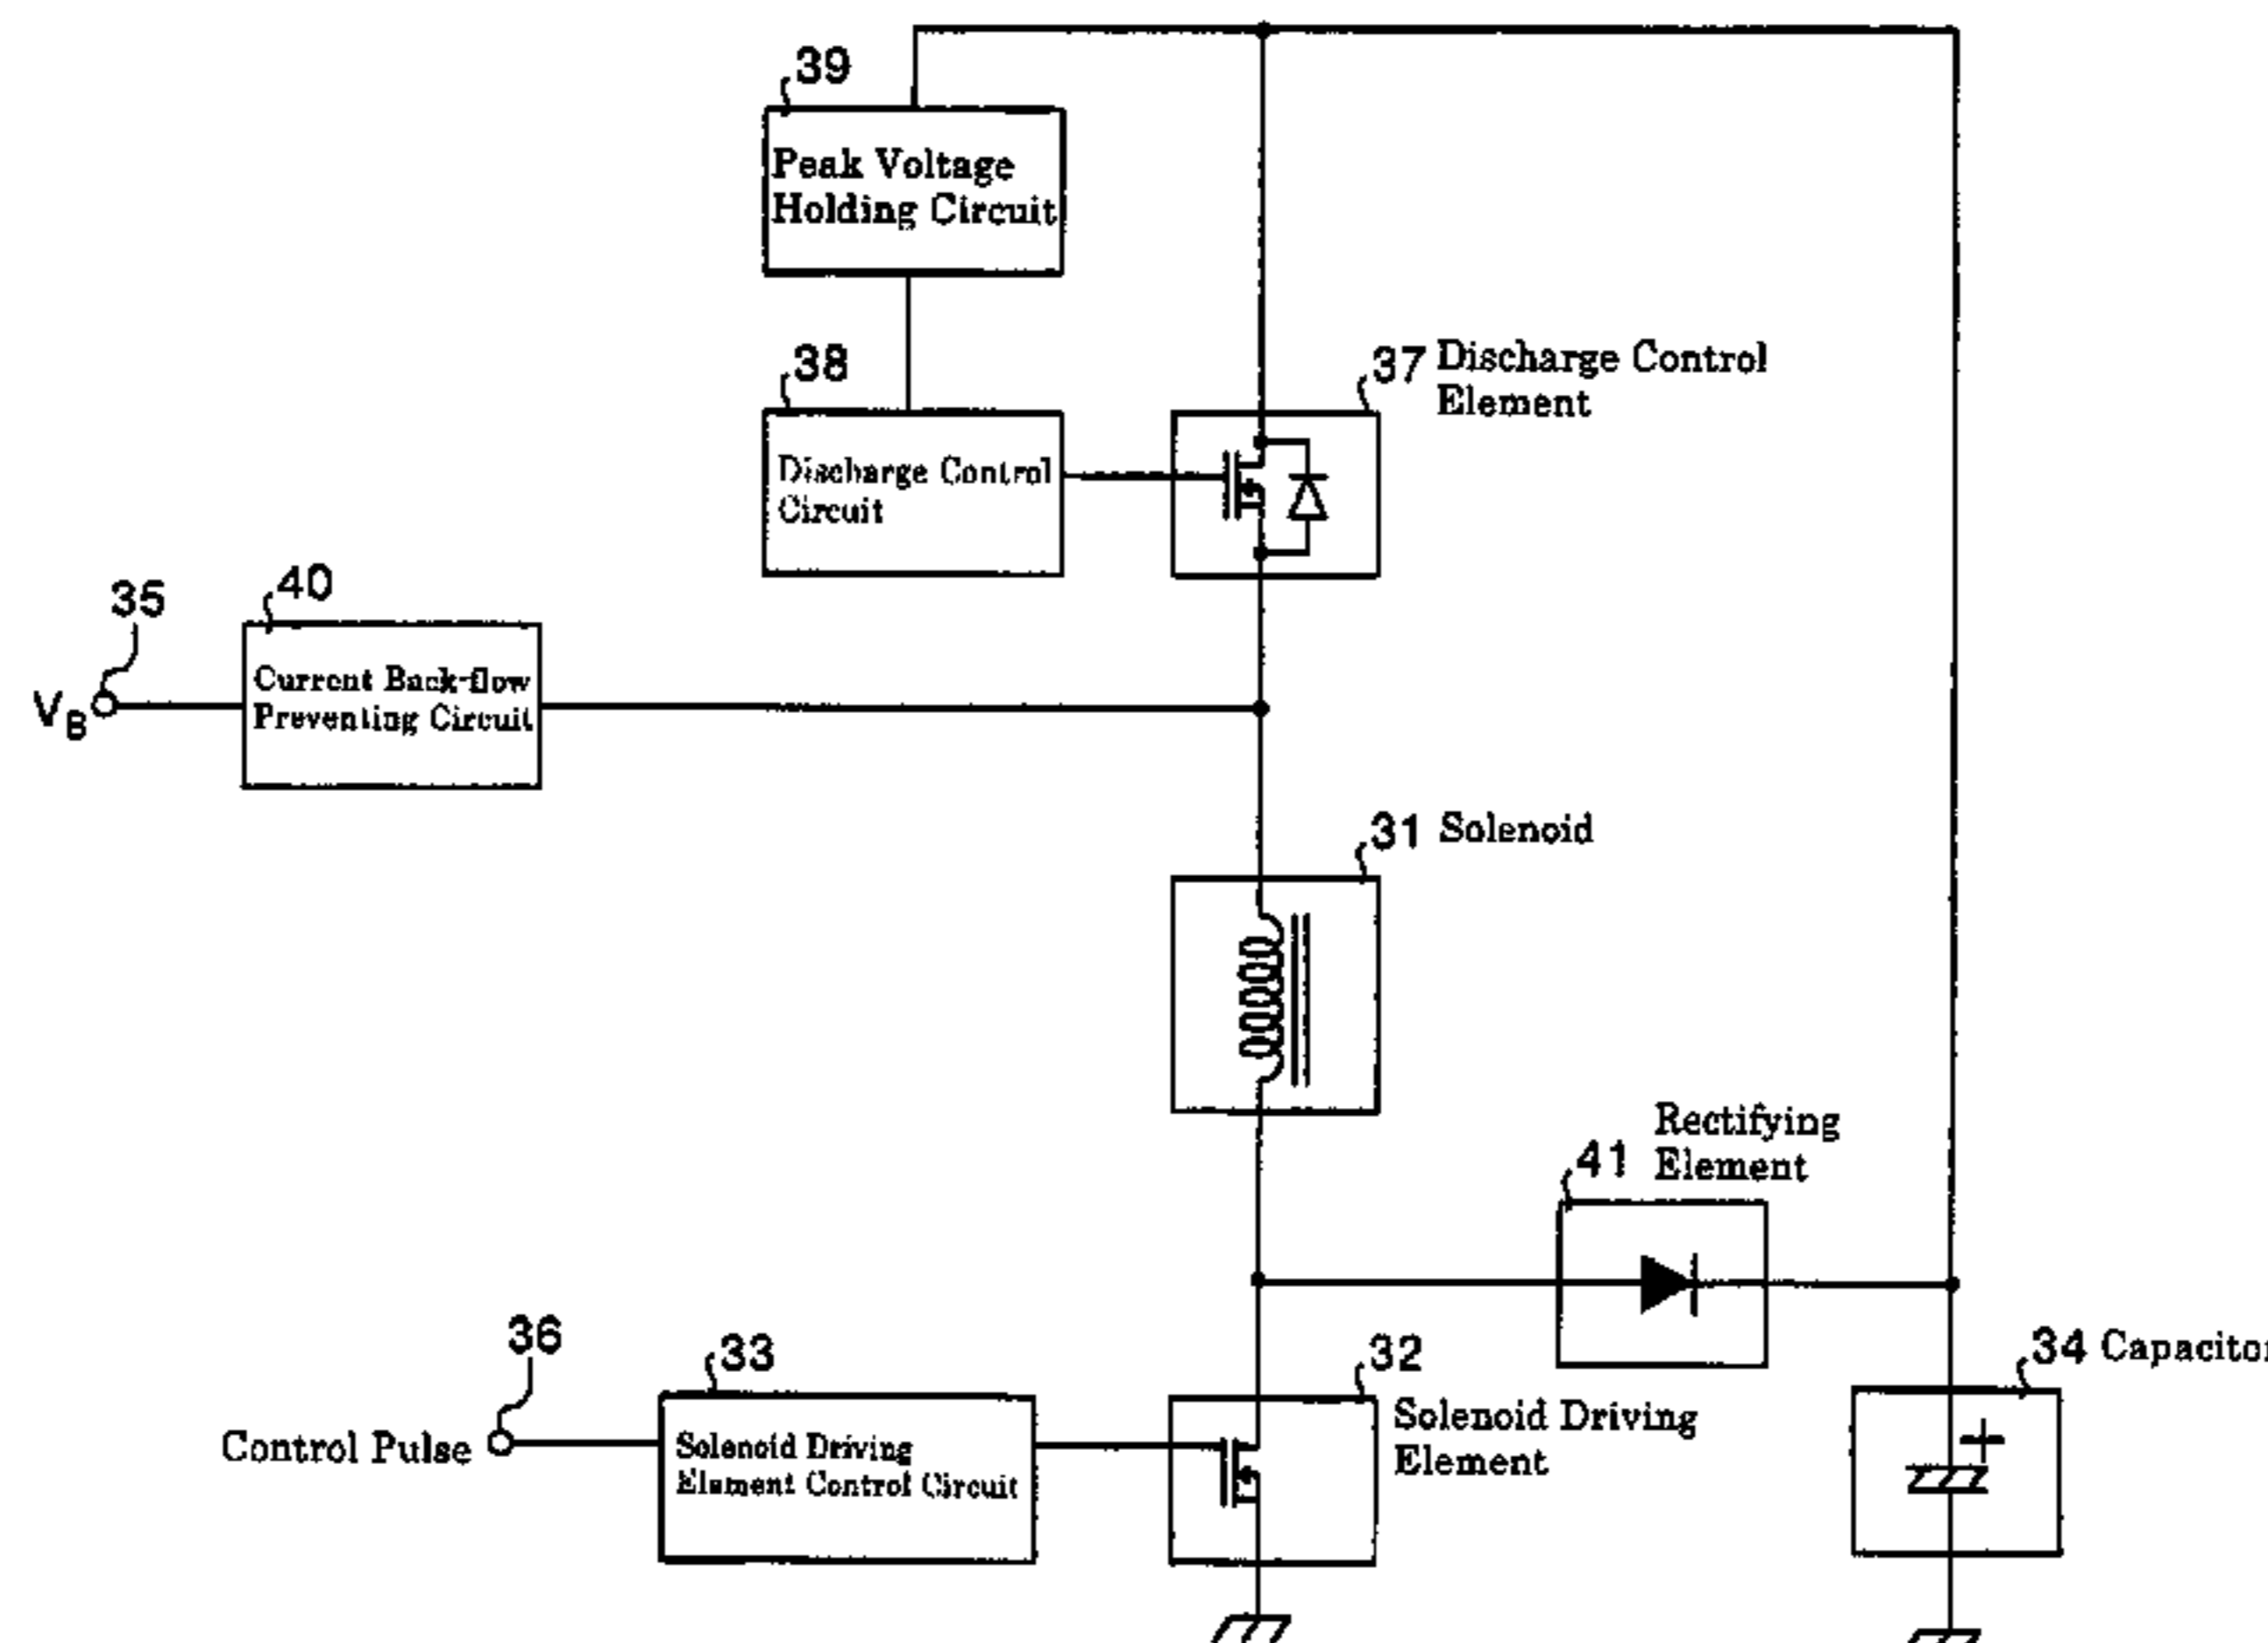 39
Peak Voltage
Holding Circuit
38
Discharge Control
Circuit
37 Discharge Control
Element
35
40
VB
Current Back-flow
Preventing Circuit
31 Solenoid
Rectifying
41 Element
36
33
32
34 Capacitor
Control Pulse
Solenoid Driving
Element Control Circuit
Solenoid Driving
Element
+